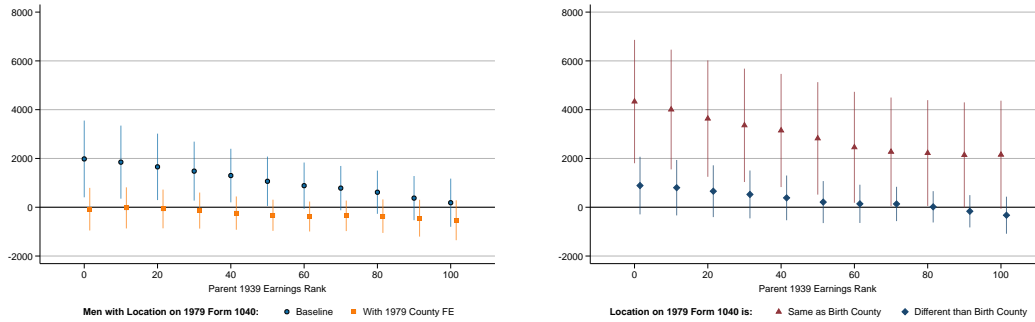 8000
6000
4000
2000
0
-2000
0 20 40 60 80 100
Parent 1939 Earnings Rank
Men with Location on 1979 Form 1040: Baseline With 1979 County FE
8000
6000
4000
2000
0
-2000
0 20 40 60 80 100
Parent 1939 Earnings Rank
Location on 1979 Form 1040 is: Same as Birth County Different than Birth County